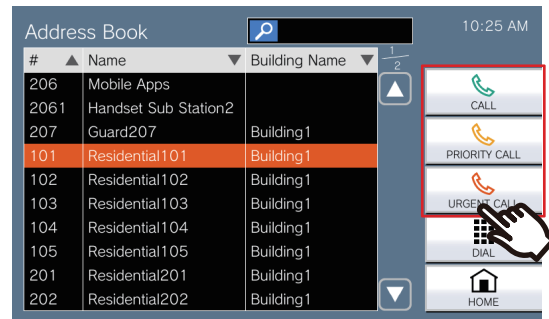 Address Book 10:25 AM
# Name Building Name 1/2
206 Mobile Apps
2061 Handset Sub Station2
207 Guard207 Building1
101 Residential101 Building1
102 Residential102 Building1
103 Residential103 Building1
104 Residential104 Building1
105 Residential105 Building1
201 Residential201 Building1
202 Residential202 Building1
CALL
PRIORITY CALL
URGENT CALL
DIAL
HOME